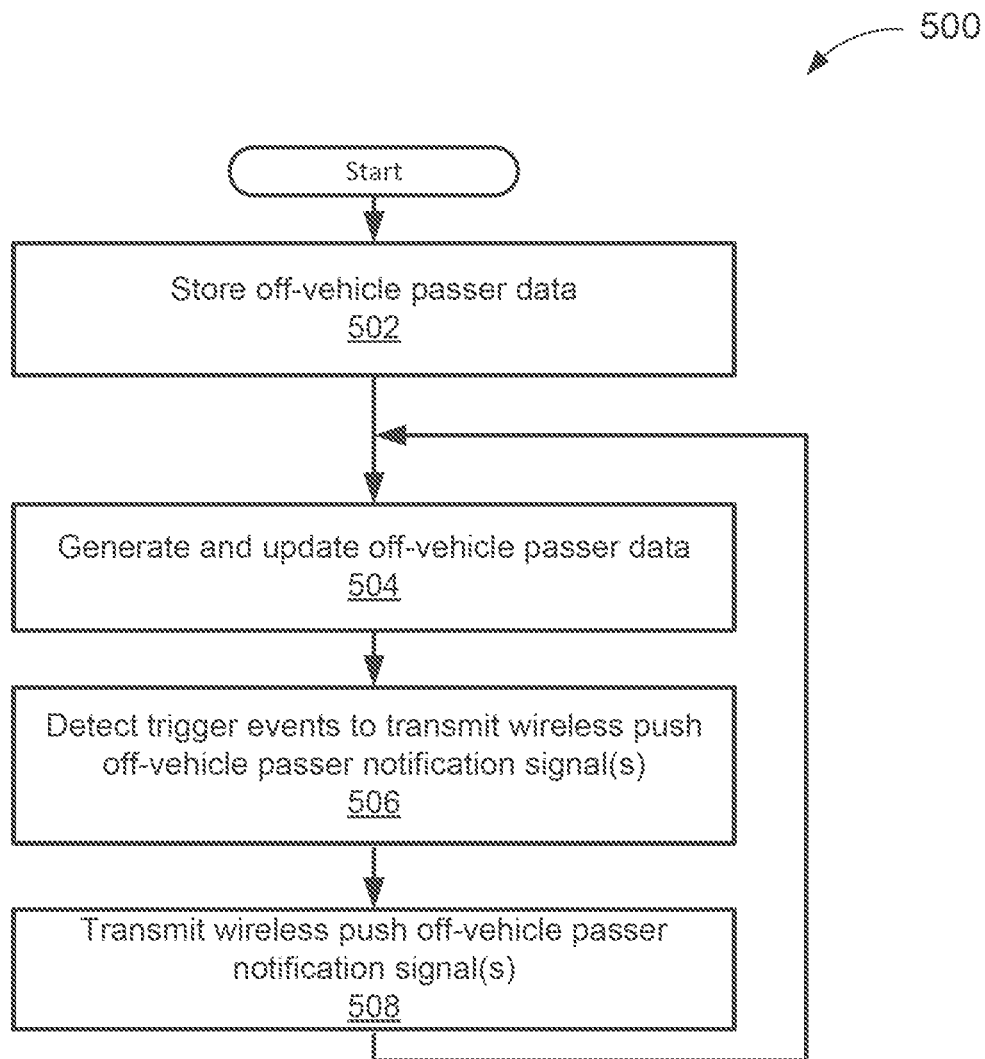 500
Start
Store off-vehicle passer data
502
Generate and update off-vehicle passer data
504
Detect trigger events to transmit wireless push
off-vehicle passer notification signal(s)
506
Transmit wireless push off-vehicle passer
notification signal(s)
508